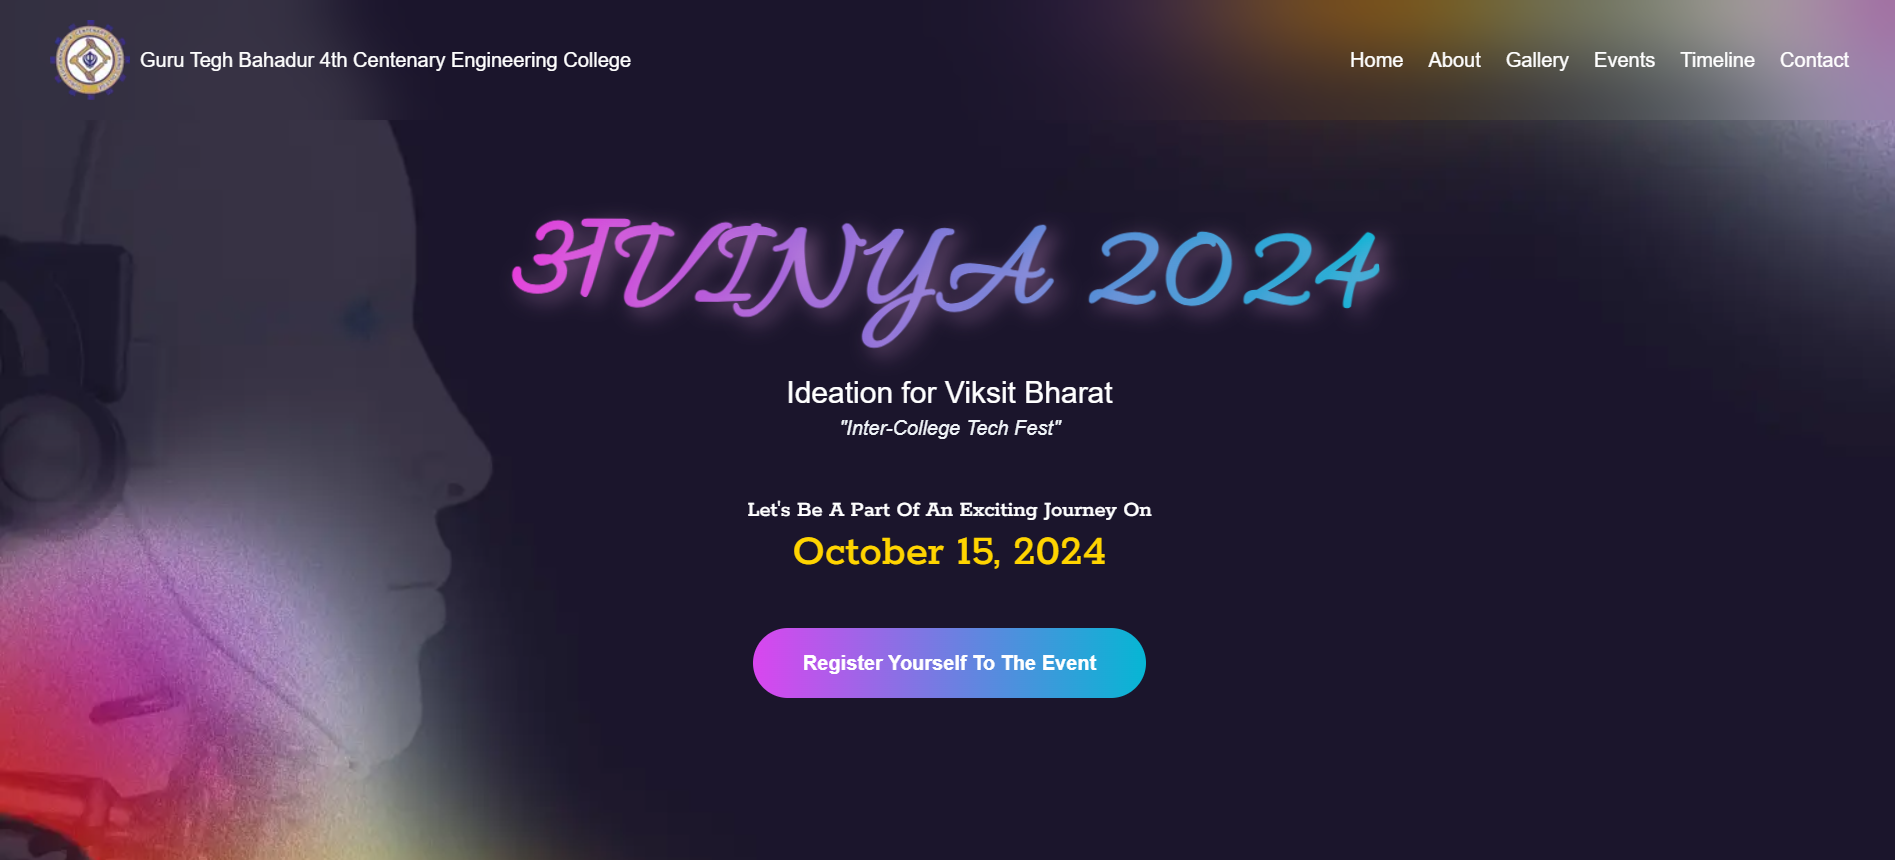 Guru Tegh Bahadur 4th Centenary Engineering College
Home About Gallery Events Timeline Contact
अVINYA 2024
Ideation for Viksit Bharat
"Inter-College Tech Fest"
Let's Be A Part Of An Exciting Journey On
October 15, 2024
Register Yourself To The Event